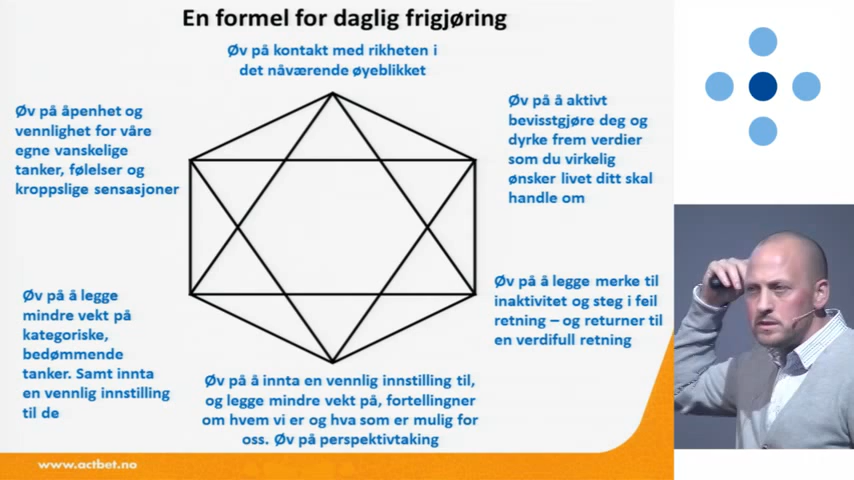 En formel for daglig frigjøring
Øv på kontakt med rikheten i
det nåværende øyeblikket
Øv på åpenhet og
vennlighet for våre
egne vanskelige
tanker, følelser og
kroppslige sensasjoner
Øv på å aktivt
bevisstgjøre deg og
dyrke frem verdier
som du virkelig
ønsker livet ditt skal
handle om
Øv på å legge
mindre vekt på
kategoriske,
bedømmende
tanker. Samt innta
en vennlig innstilling
til de
Øv på å legge merke til
inaktivitet og steg i feil
retning – og returner til
en verdifull retning
Øv på å innta en vennlig innstilling til,
og legge mindre vekt på, fortellingner
om hvem vi er og hva som er mulig for
oss. Øv på perspektivtaking
www.actbet.no